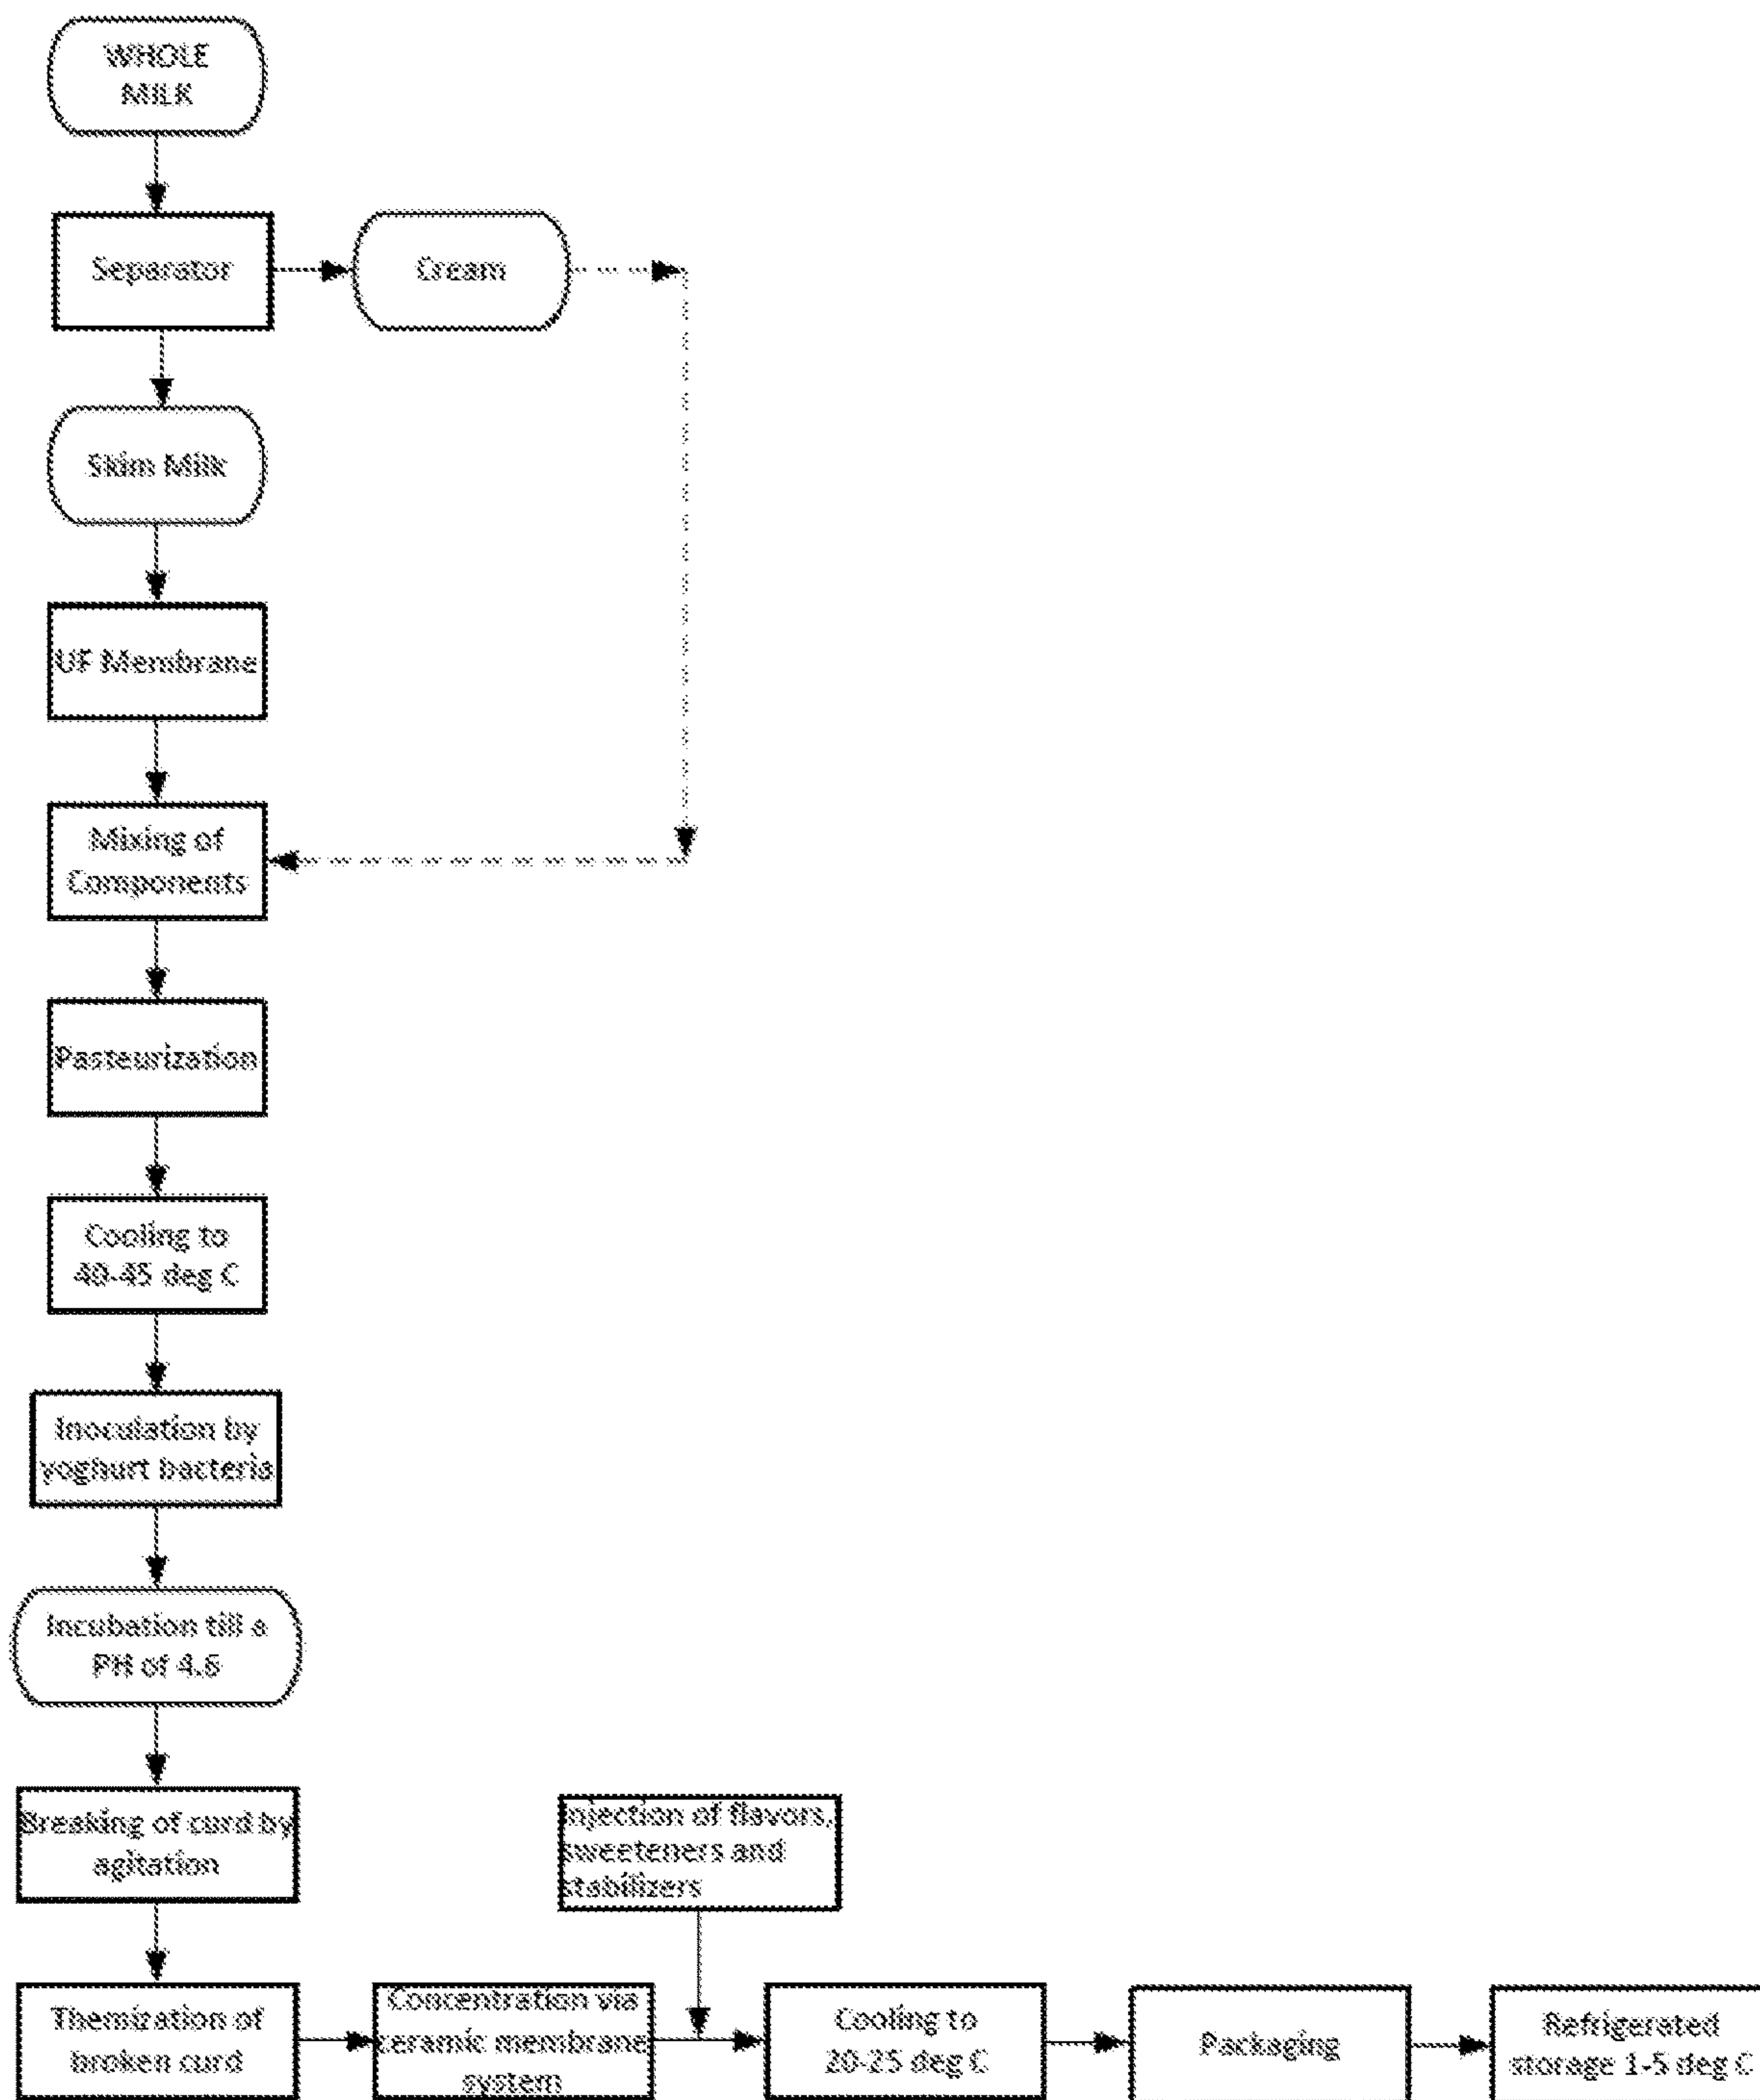 WHOLE
MILK
Separator
Cream
Skim Milk
UF Membrane
Mixing of
Components
Pasteurization
Cooling to
40-45 deg C
Inoculation by
yoghurt bacteria
Incubation till a
PH of 4.6
Breaking of curd by
agitation
Injection of flavors,
sweeteners and
stabilizers
Themization of
broken curd
Concentration via
ceramic membrane
system
Cooling to
20-25 deg C
Packaging
Refrigerated
storage 1-5 deg C